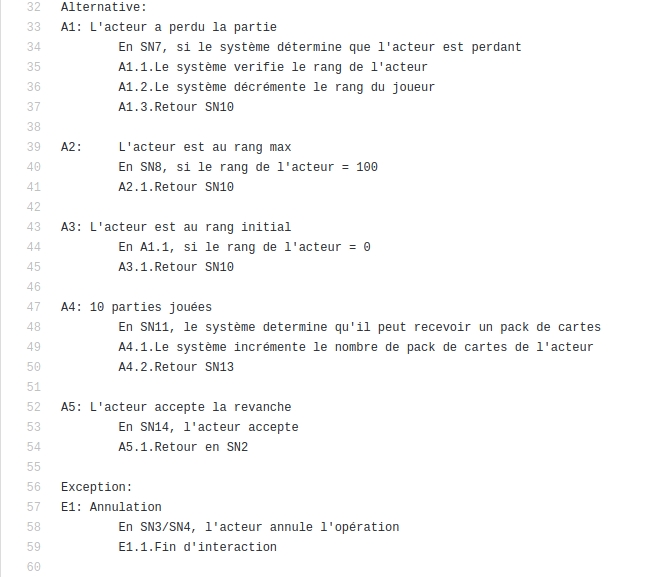 32 Alternative:
33 A1: L'acteur a perdu la partie
34 En SN7, si le système détermine que l'acteur est perdant
35 A1.1.Le système verifie le rang de l'acteur
36 A1.2.Le système décrémente le rang du joueur
37 A1.3.Retour SN10
38
39 A2: L'acteur est au rang max
40 En SN8, si le rang de l'acteur = 100
41 A2.1.Retour SN10
42
43 A3: L'acteur est au rang initial
44 En A1.1, si le rang de l'acteur = 0
45 A3.1.Retour SN10
46
47 A4: 10 parties jouées
48 En SN11, le système determine qu'il peut recevoir un pack de cartes
49 A4.1.Le système incrémente le nombre de pack de cartes de l'acteur
50 A4.2.Retour SN13
51
52 A5: L'acteur accepte la revanche
53 En SN14, l'acteur accepte
54 A5.1.Retour en SN2
55
56 Exception:
57 E1: Annulation
58 En SN3/SN4, l'acteur annule l'opération
59 E1.1.Fin d'interaction
60